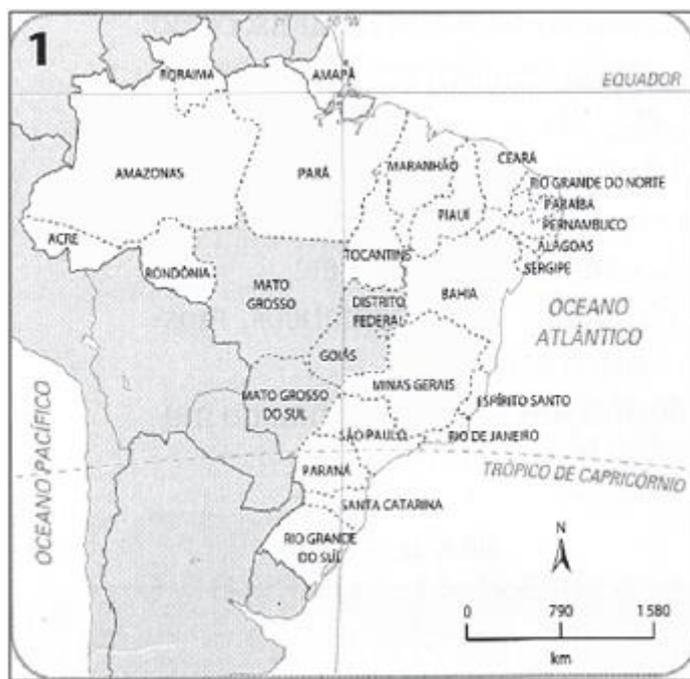 1
50° W
RORAIMA
AMAPÁ
EQUADOR
AMAZONAS
PARÁ
MARANHÃO
CEARÁ
RIO GRANDE DO NORTE
PARAÍBA
PIAUÍ
PERNAMBUCO
ACRE
TOCANTINS
ALAGOAS
RONDÔNIA
SERGIPE
MATO
GROSSO
DISTRITO
FEDERAL
BAHIA
OCEANO
ATLÂNTICO
GOIÁS
MINAS GERAIS
MATO GROSSO
DO SUL
ESPÍRITO SANTO
SÃO PAULO
RIO DE JANEIRO
OCEANO PACÍFICO
PARANÁ
TRÓPICO DE CAPRICÓRNIO
SANTA CATARINA
RIO GRANDE
DO SUL
N
0 790 1 580
km